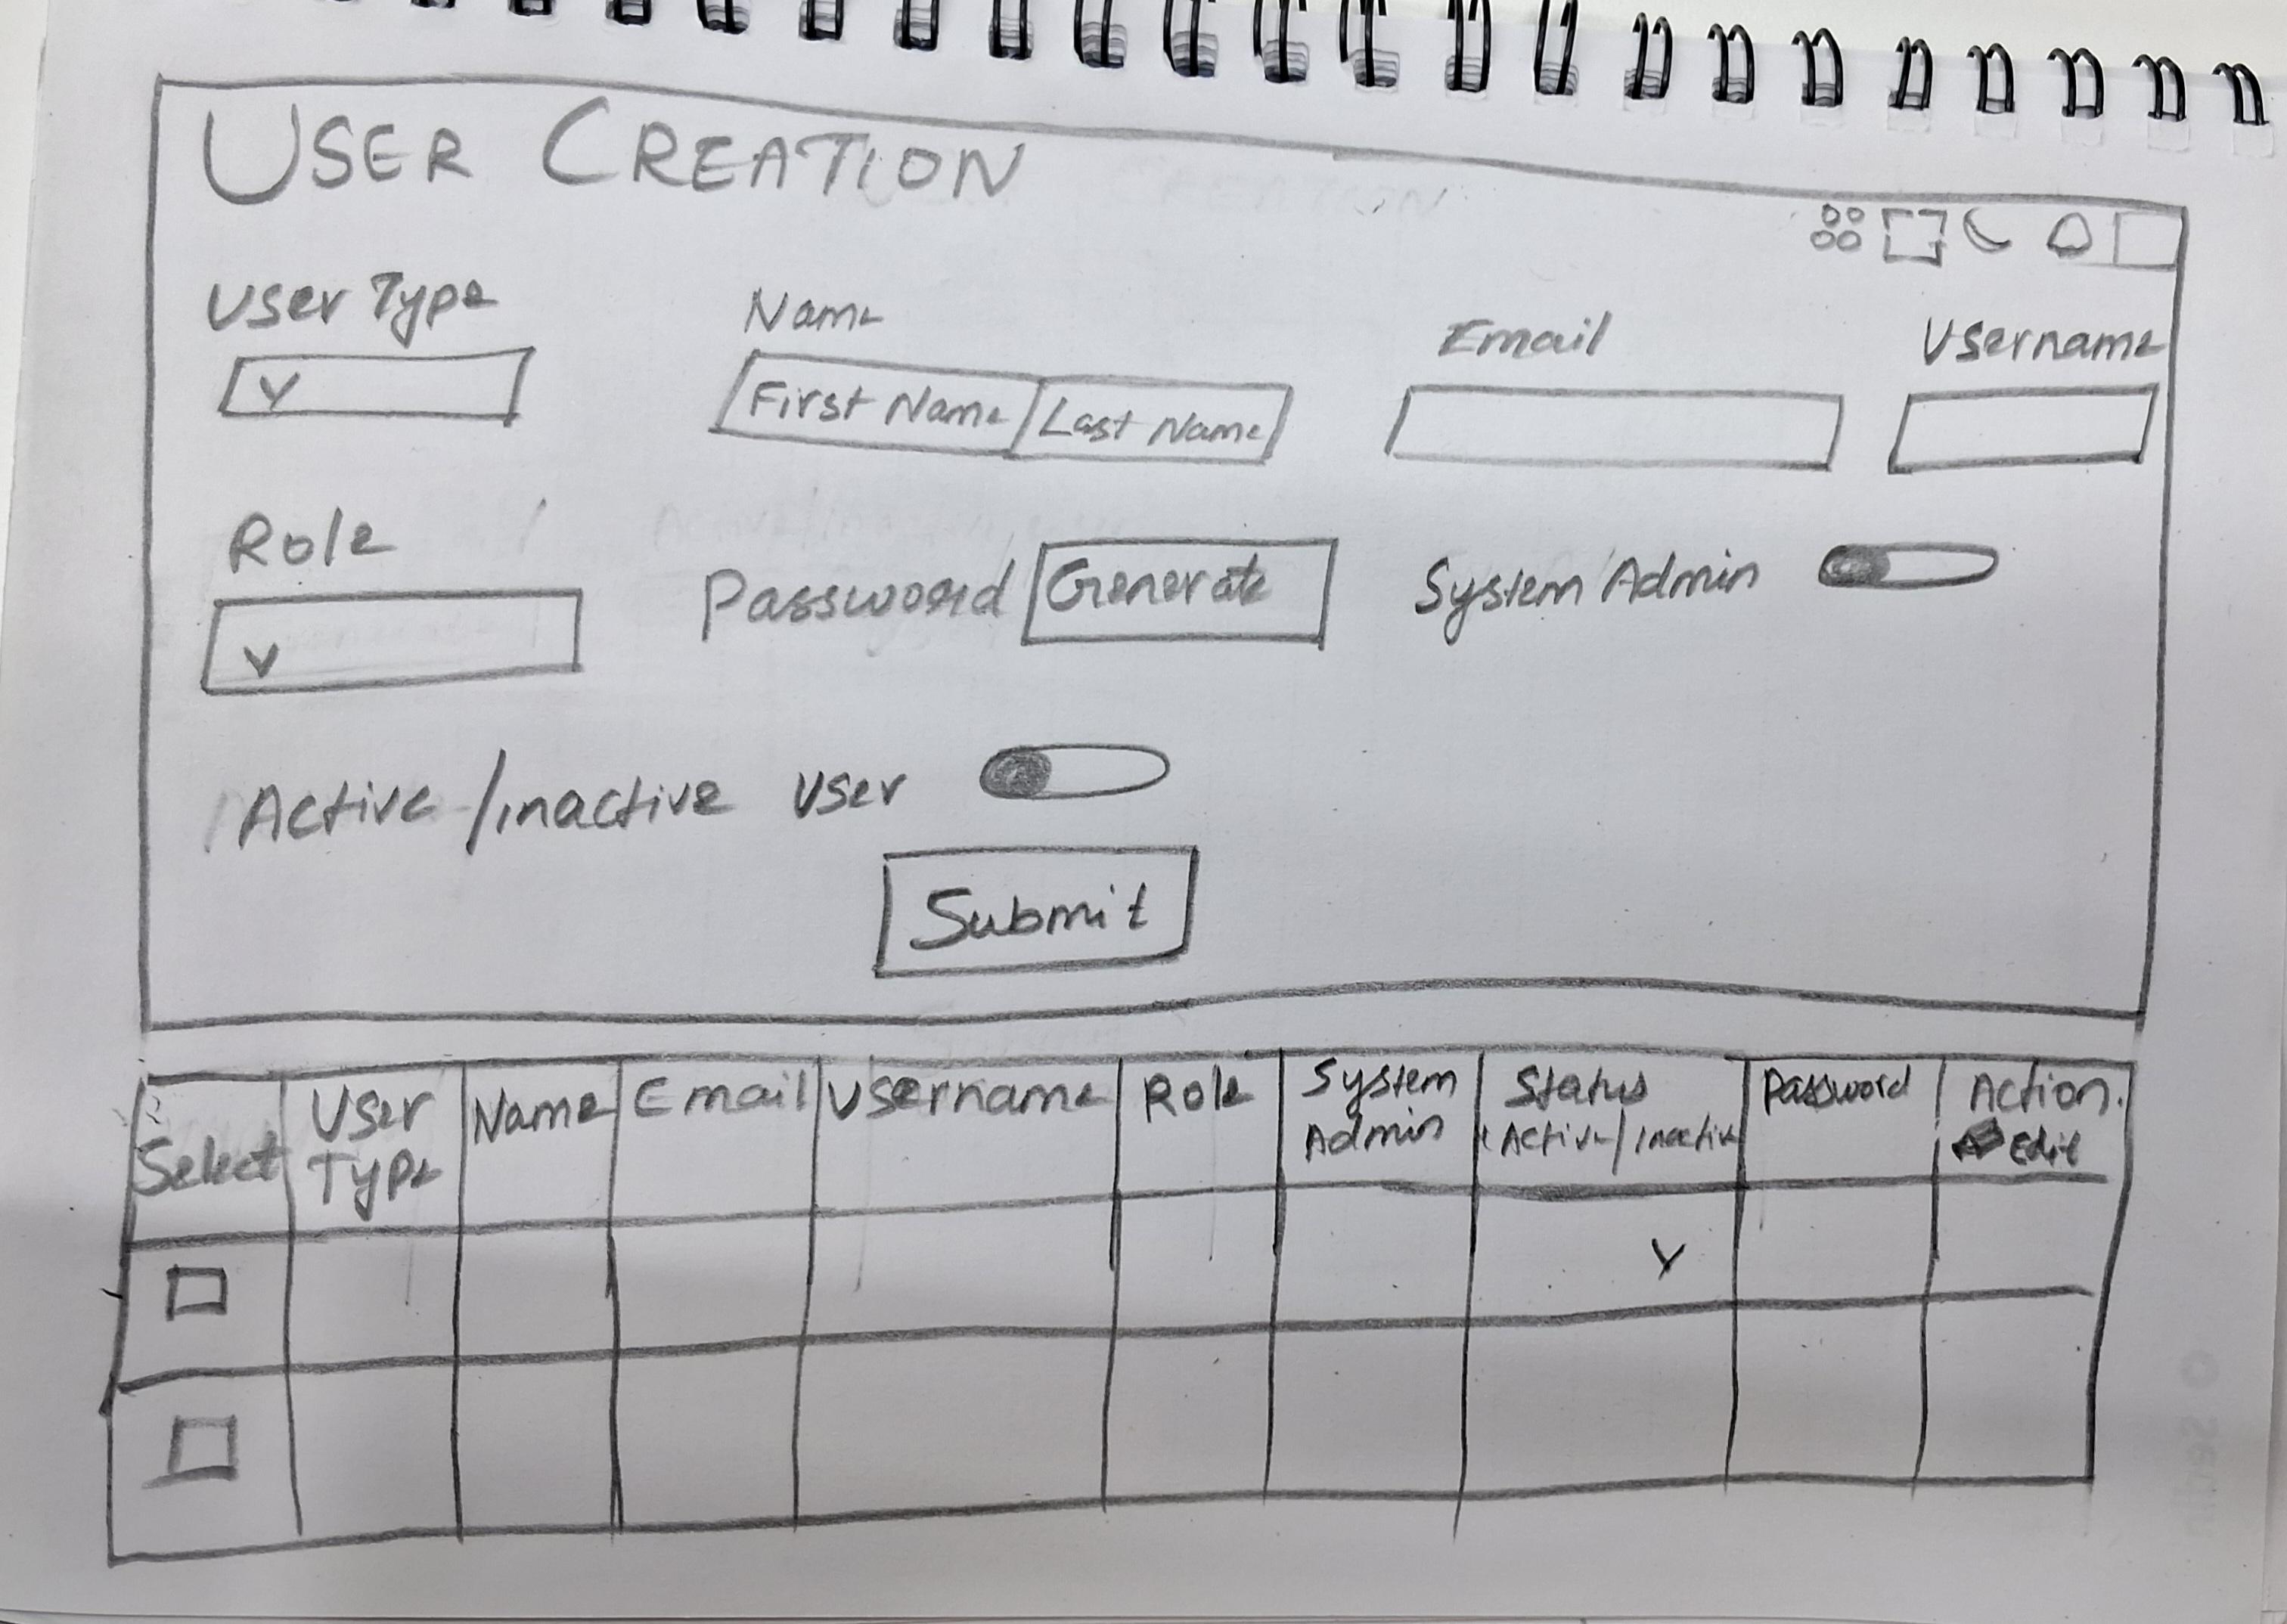 USER CREATION
User Type
Name
Email
Username
First Name
Last Name
Role
Password
Generate
System Admin
Active/inactive user
Submit
Select
User Type
Name
Email
Username
Role
System Admin
Status
(Active/Inactive
Password
Action.
Edit